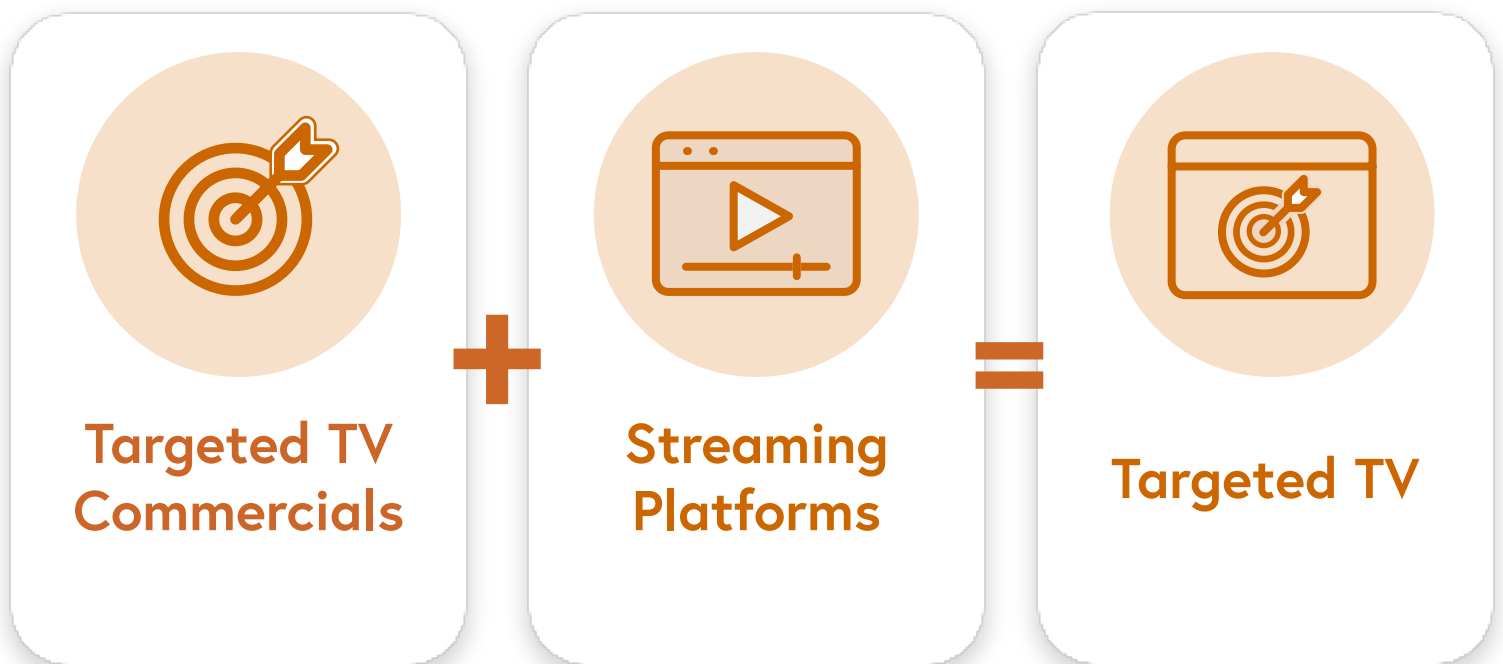 Targeted TV
Commercials
+
Streaming
Platforms
=
Targeted TV